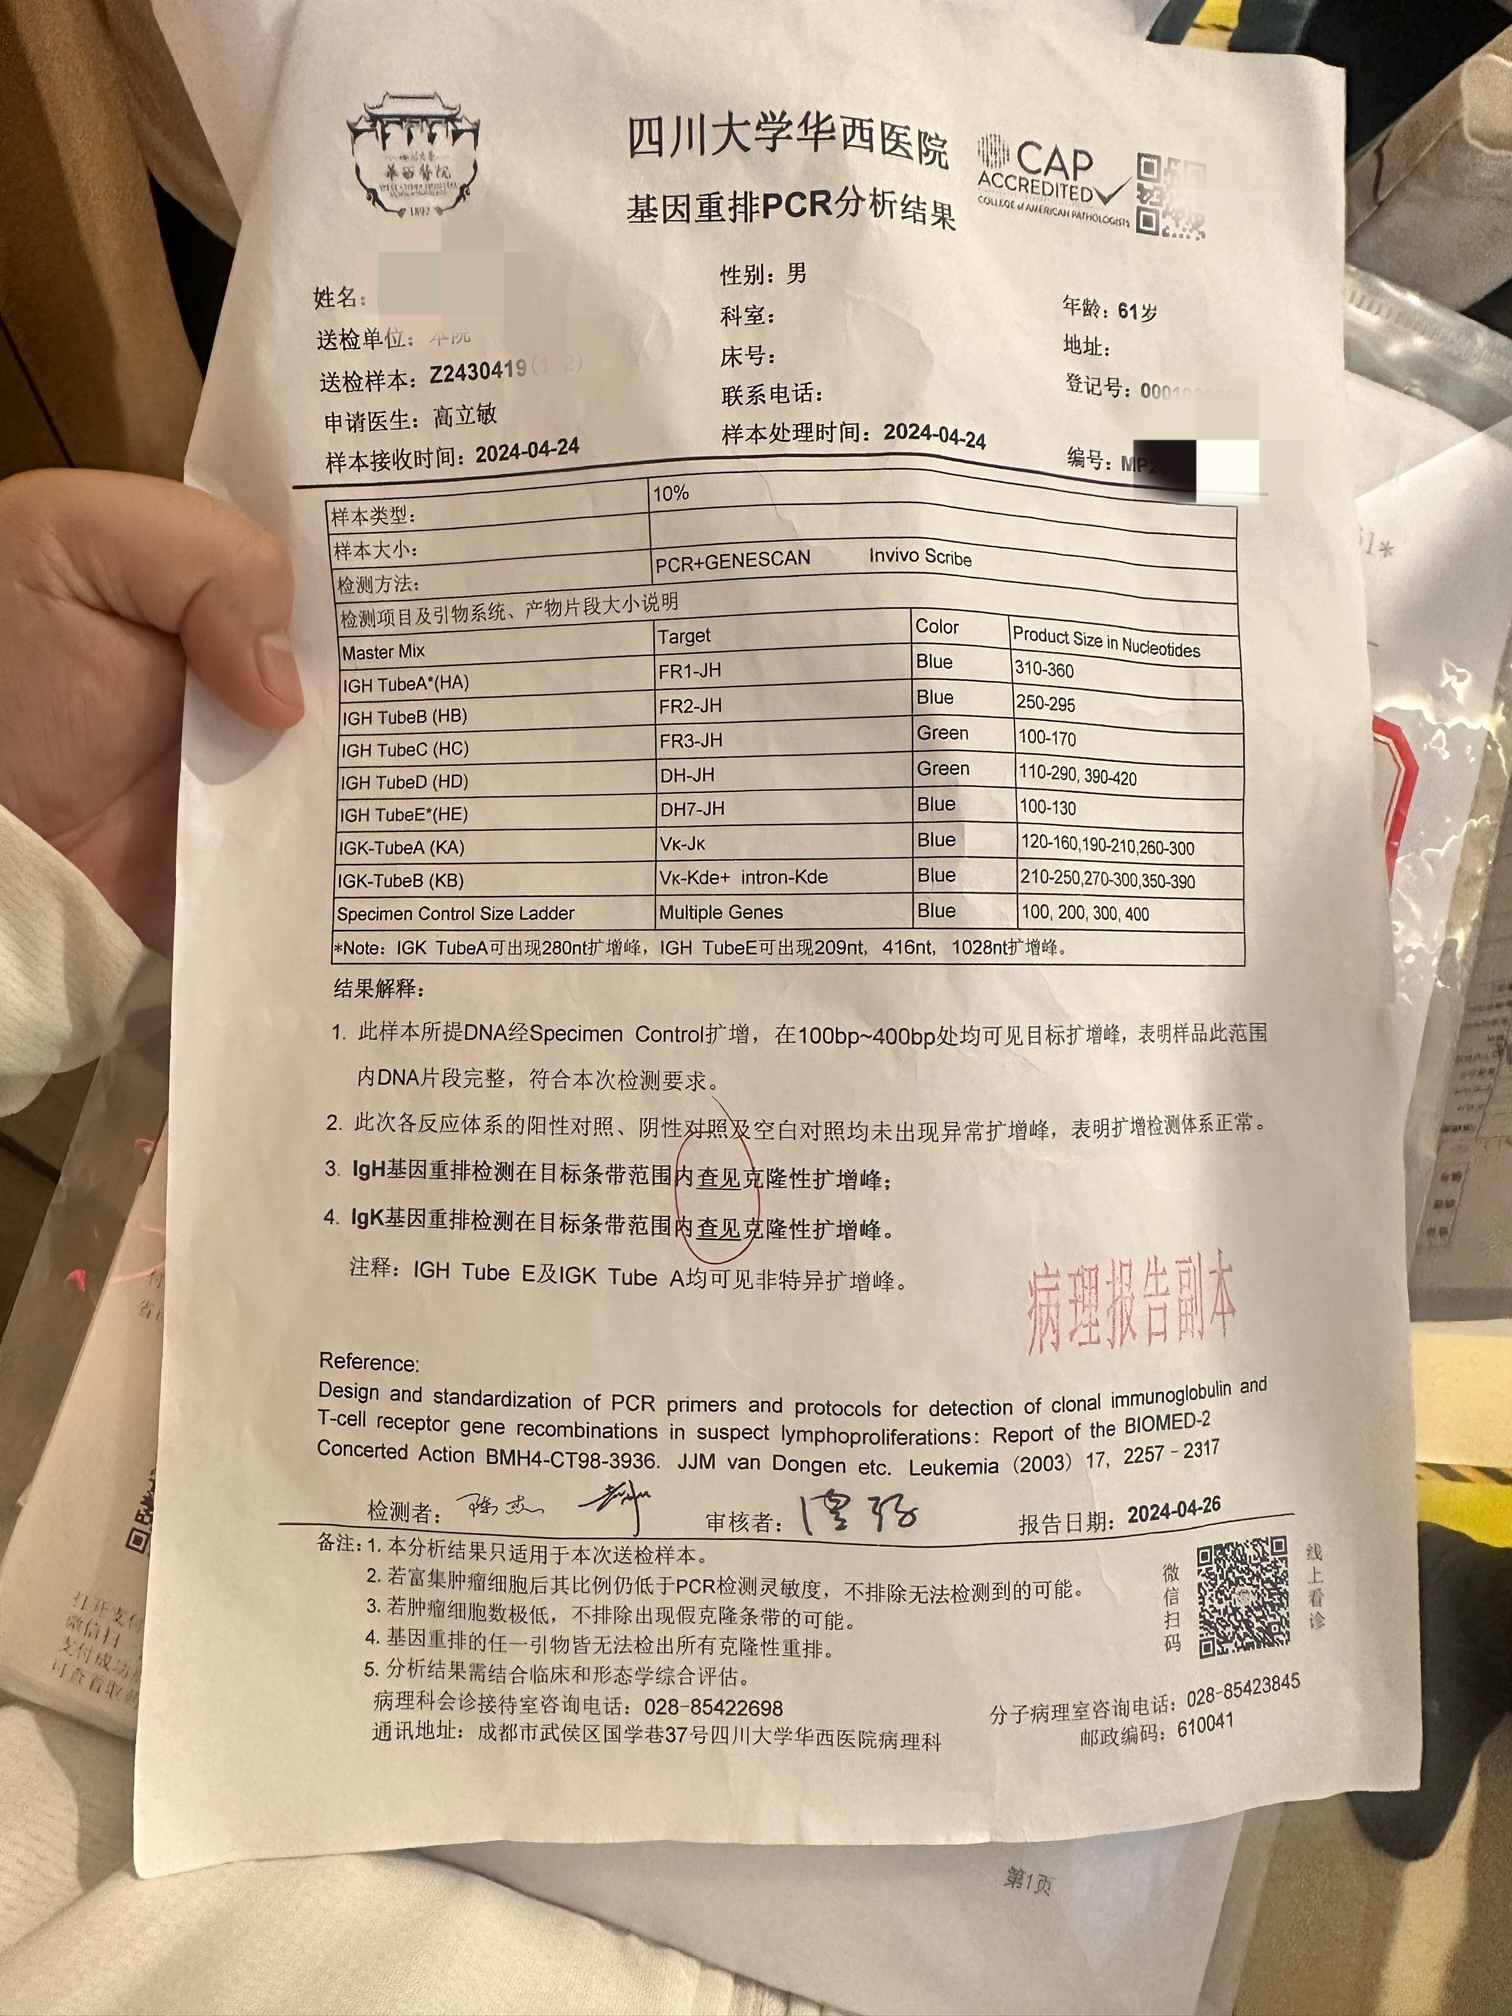 四川大学华西医院
基因重排PCR分析结果
CAP
ACCREDITED
COLLEGE of AMERICAN PATHOLOGISTS
華西醫院
1892
姓名：
性别：男
年龄：61岁
送检单位：本院
科室：
地址：
送检样本：Z2430419(1+2)
床号：
登记号：0001
申请医生：高立敏
联系电话：
样本接收时间：2024-04-24
样本处理时间：2024-04-24
编号：MP2
样本类型： 10%
样本大小：
检测方法： PCR+GENESCAN Invivo Scribe
检测项目及引物系统、产物片段大小说明
Master Mix Target Color Product Size in Nucleotides
IGH TubeA*(HA) FR1-JH Blue 310-360
IGH TubeB (HB) FR2-JH Blue 250-295
IGH TubeC (HC) FR3-JH Green 100-170
IGH TubeD (HD) DH-JH Green 110-290, 390-420
IGH TubeE*(HE) DH7-JH Blue 100-130
IGK-TubeA (KA) Vκ-Jκ Blue 120-160,190-210,260-300
IGK-TubeB (KB) Vκ-Kde+ intron-Kde Blue 210-250,270-300,350-390
Specimen Control Size Ladder Multiple Genes Blue 100, 200, 300, 400
*Note：IGK TubeA可出现280nt扩增峰，IGH TubeE可出现209nt， 416nt， 1028nt扩增峰。
结果解释：
1. 此样本所提DNA经Specimen Control扩增，在100bp~400bp处均可见目标扩增峰，表明样品此范围
内DNA片段完整，符合本次检测要求。
2. 此次各反应体系的阳性对照、阴性对照及空白对照均未出现异常扩增峰，表明扩增检测体系正常。
3. IgH基因重排检测在目标条带范围内查见克隆性扩增峰；
4. IgK基因重排检测在目标条带范围内查见克隆性扩增峰。
注释：IGH Tube E及IGK Tube A均可见非特异扩增峰。
病理报告副本
Reference:
Design and standardization of PCR primers and protocols for detection of clonal immunoglobulin and
T-cell receptor gene recombinations in suspect lymphoproliferations: Report of the BIOMED-2
Concerted Action BMH4-CT98-3936. JJM van Dongen etc. Leukemia (2003) 17, 2257–2317
检测者：
审核者：
报告日期：2024-04-26
备注：1. 本分析结果只适用于本次送检样本。
2. 若富集肿瘤细胞后其比例仍低于PCR检测灵敏度，不排除无法检测到的可能。
3. 若肿瘤细胞数极低，不排除出现假克隆条带的可能。
4. 基因重排的任一引物皆无法检出所有克隆性重排。
5. 分析结果需结合临床和形态学综合评估。
微信扫码
线上看诊
病理科会诊接待室咨询电话：028-85422698
分子病理室咨询电话：028-85423845
通讯地址：成都市武侯区国学巷37号四川大学华西医院病理科
邮政编码：610041
第1页